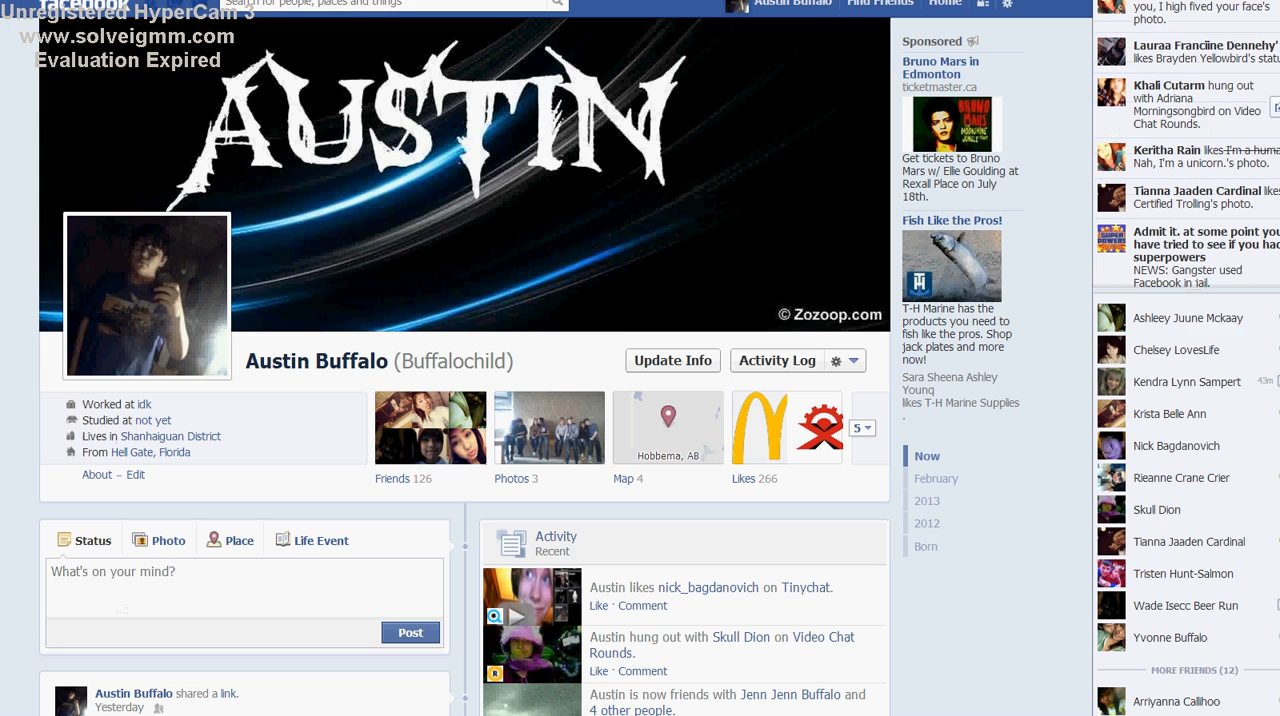 facebook
Search for people, places and things
Austin Buffalo
Find Friends
Home
Unregistered HyperCam 3
www.solveigmm.com
Evaluation Expired
AUSTIN
© Zozoop.com
Austin Buffalo (Buffalochild)
Update Info
Activity Log
Worked at idk
Studied at not yet
Lives in Shanhaiguan District
From Hell Gate, Florida
About – Edit
Friends 126
Photos 3
Hobbema, AB
Map 4
Likes 266
5
Status
Photo
Place
Life Event
What's on your mind?
Post
Austin Buffalo shared a link.
Yesterday
Activity
Recent
Austin likes nick_bagdanovich on Tinychat.
Like · Comment
Austin hung out with Skull Dion on Video Chat
Rounds.
Like · Comment
Austin is now friends with Jenn Jenn Buffalo and
4 other people.
Sponsored
Bruno Mars in
Edmonton
ticketmaster.ca
BRUNO
MARS
MOONSHINE
JUNGLE TOUR
Get tickets to Bruno
Mars w/ Ellie Goulding at
Rexall Place on July
18th.
Fish Like the Pros!
TH
T-H Marine has the
products you need to
fish like the pros. Shop
jack plates and more
now!
Sara Sheena Ashley
Young
likes T-H Marine Supplies
.
Now
February
2013
2012
Born
you, I high fived your face's
photo.
Lauraa Franciine Dennehy'
likes Brayden Yellowbird's statu
Khali Cutarm hung out
with Adriana
Morningsongbird on Video
Chat Rounds.
Keritha Rain likes I'm a huma
Nah, I'm a unicorn.'s photo.
Tianna Jaaden Cardinal like
Certified Trolling's photo.
SUPER
POWERS
Admit it. at some point you
have tried to see if you ha
superpowers
NEWS: Gangster used
Facebook in jail.
Ashleey Juune Mckaay
Chelsey LovesLife
Kendra Lynn Sampert
43m
Krista Belle Ann
Nick Bagdanovich
Rieanne Crane Crier
Skull Dion
Tianna Jaaden Cardinal
Tristen Hunt-Salmon
Wade Isecc Beer Run
Yvonne Buffalo
MORE FRIENDS (12)
Arriyanna Callihoo